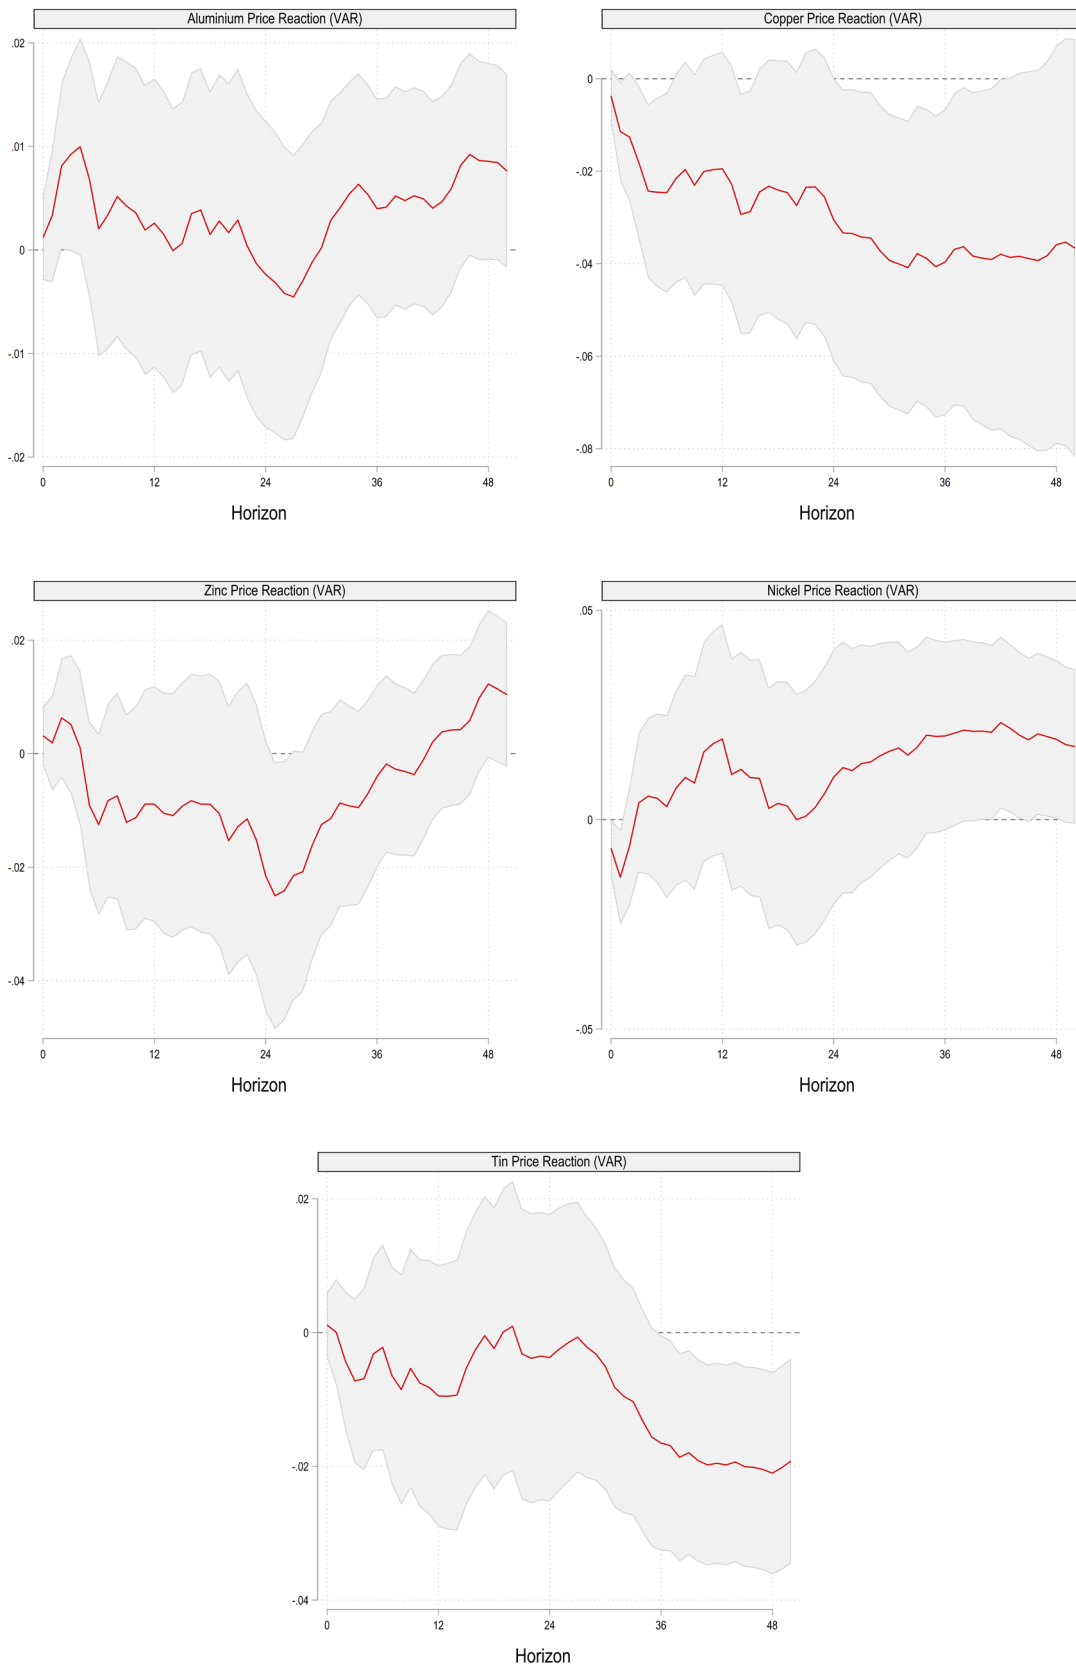 Aluminium Price Reaction (VAR)
.02
.01
0
-.01
-.02
0 12 24 36 48
Horizon
Copper Price Reaction (VAR)
0
-.02
-.04
-.06
-.08
0 12 24 36 48
Horizon
Zinc Price Reaction (VAR)
.02
0
-.02
-.04
0 12 24 36 48
Horizon
Nickel Price Reaction (VAR)
.05
0
-.05
0 12 24 36 48
Horizon
Tin Price Reaction (VAR)
.02
0
-.02
-.04
0 12 24 36 48
Horizon